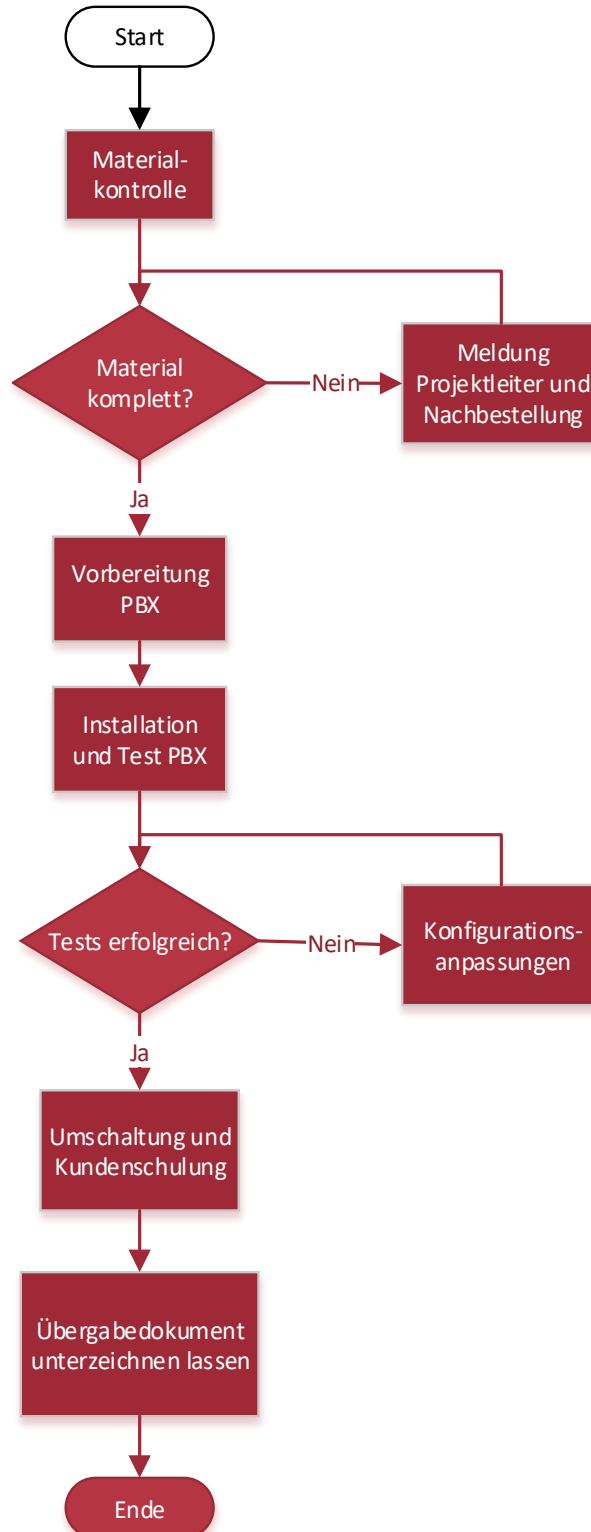 Start
Material-
kontrolle
Material
komplett?
Nein
Meldung
Projektleiter und
Nachbestellung
Ja
Vorbereitung
PBX
Installation
und Test PBX
Tests erfolgreich?
Nein
Konfigurations-
anpassungen
Ja
Umschaltung und
Kundenschulung
Übergabedokument
unterzeichnen lassen
Ende